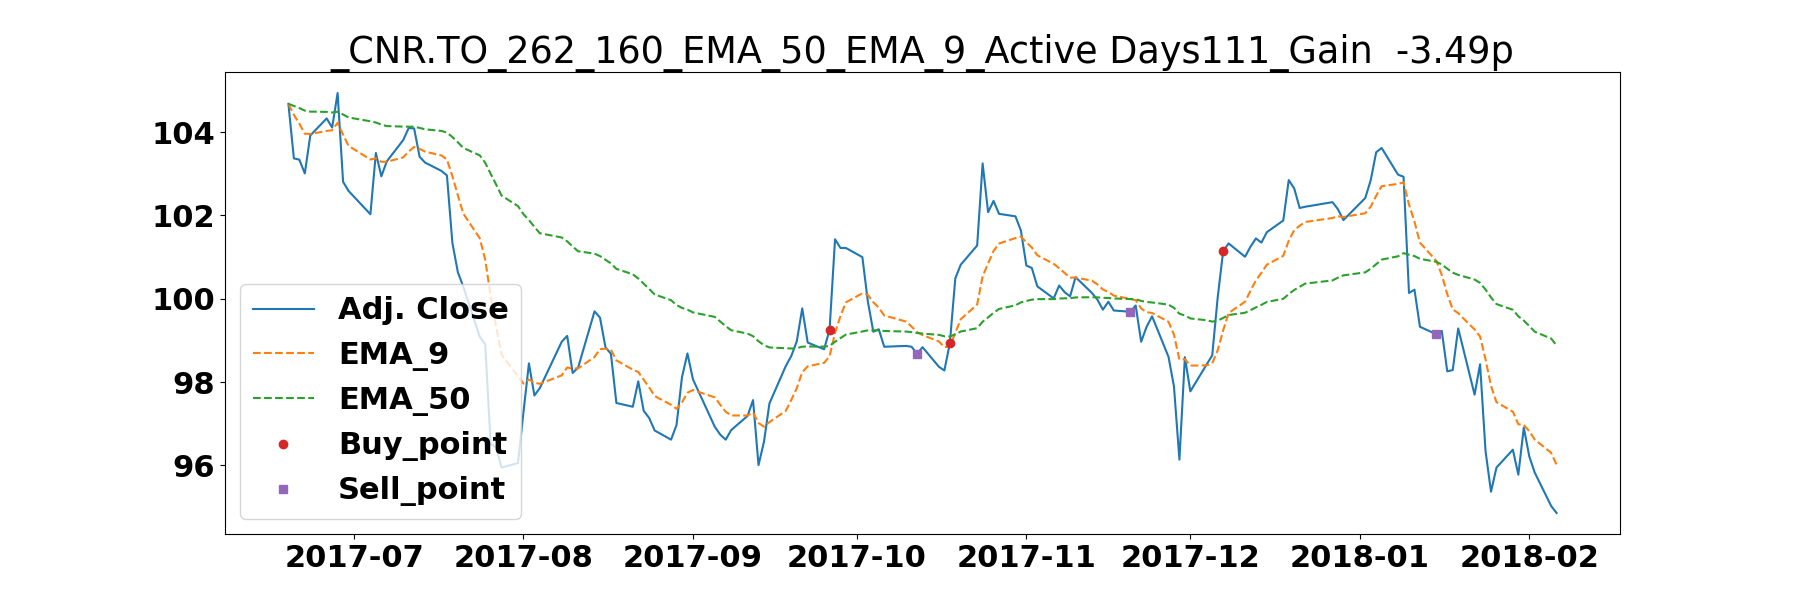 _CNR.TO_262_160_EMA_50_EMA_9_Active Days111_Gain  -3.49p
104
102
100
98
96
Adj. Close
EMA_9
EMA_50
Buy_point
Sell_point
2017-07 2017-08 2017-09 2017-10 2017-11 2017-12 2018-01 2018-02